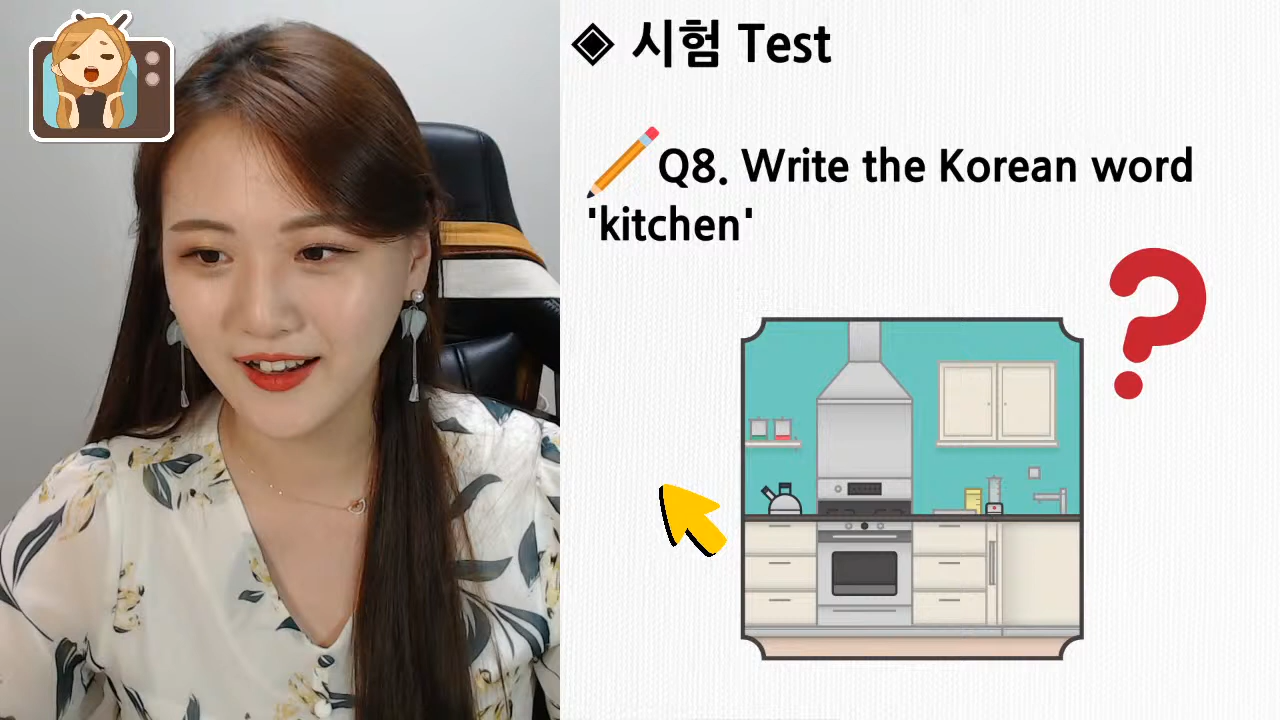 ◈ 시험 Test
Q8. Write the Korean word
'kitchen'